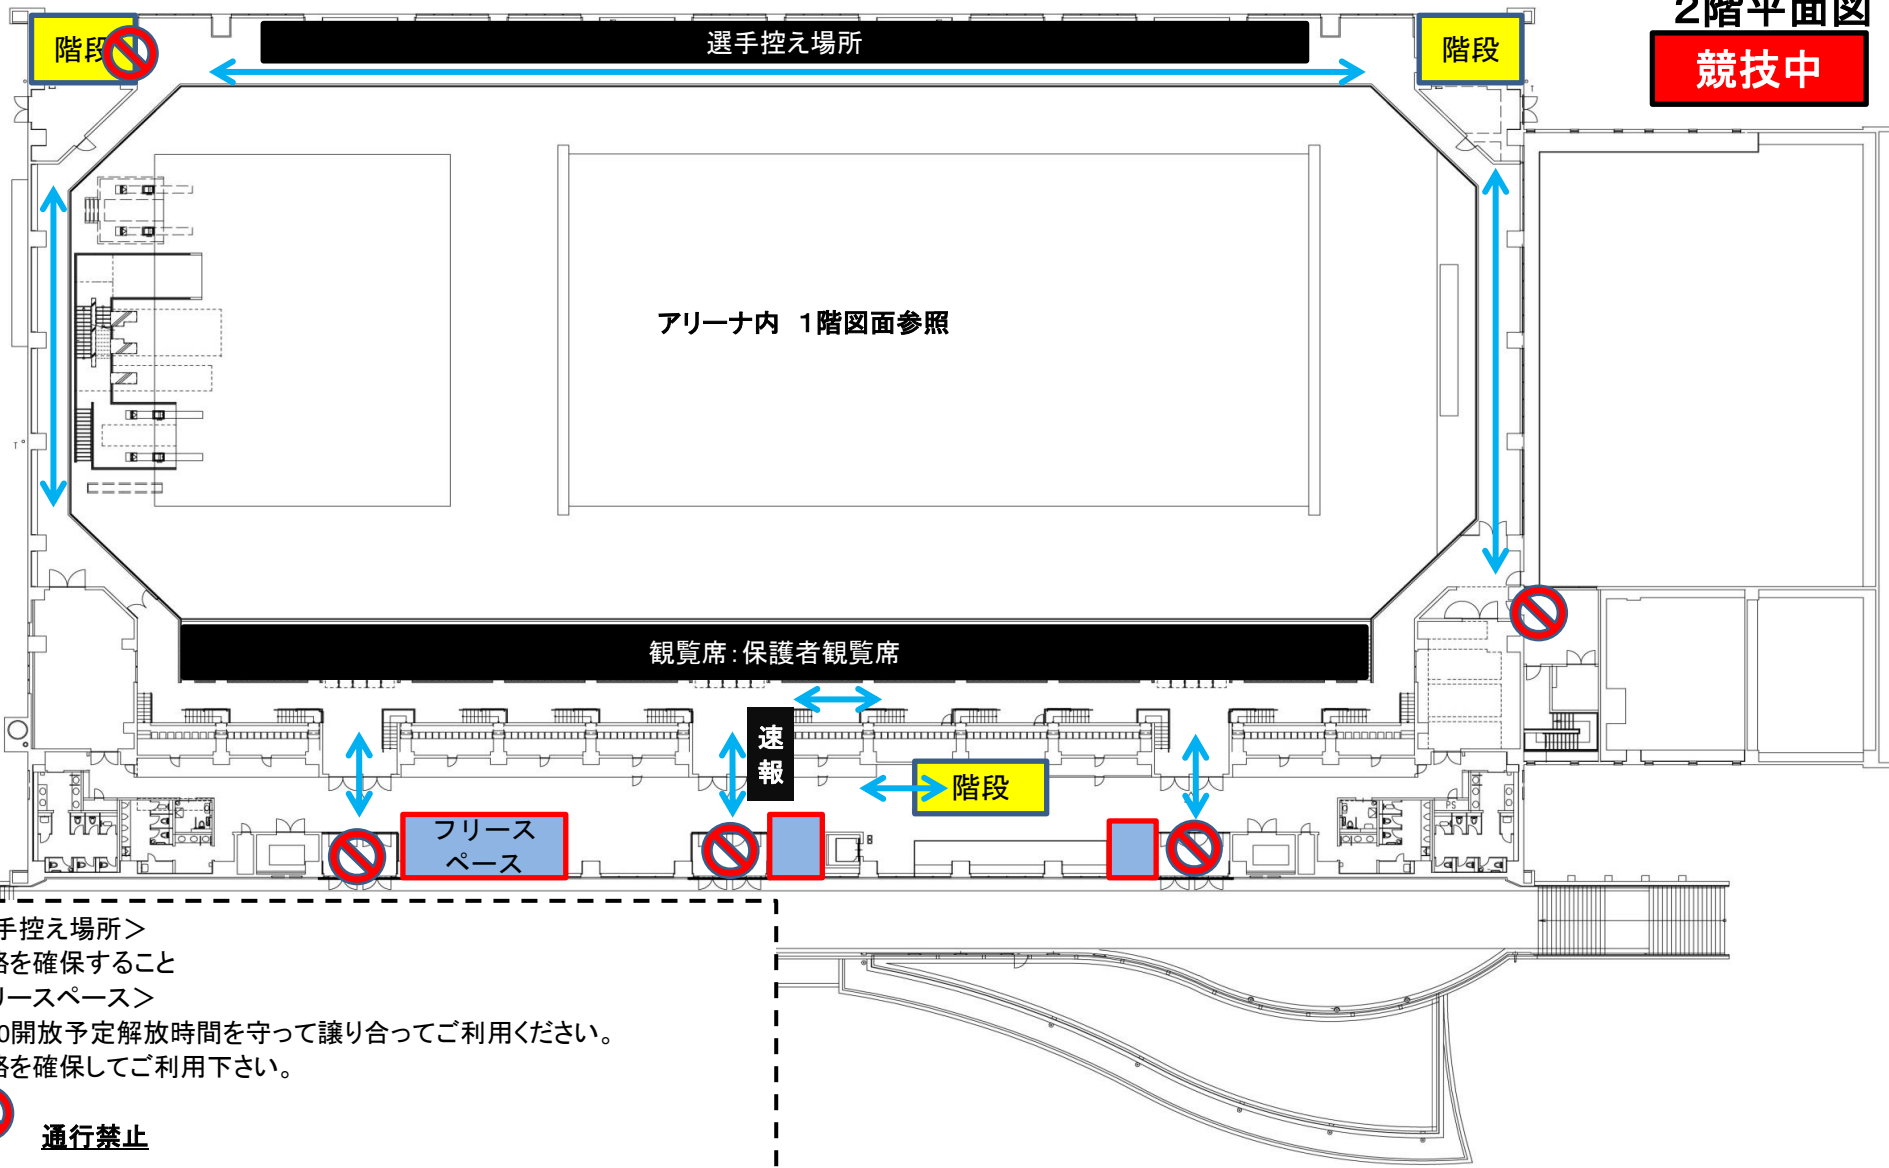 2階平面図
競技中
階段
選手控え場所
階段
アリーナ内 1階図面参照
観覧席:保護者観覧席
速
報
階段
フリース
ペース
PS
手控え場所>
を確保すること
リースペース>
0開放予定解放時間を守って譲り合ってご利用ください。
を確保してご利用下さい。
通行禁止